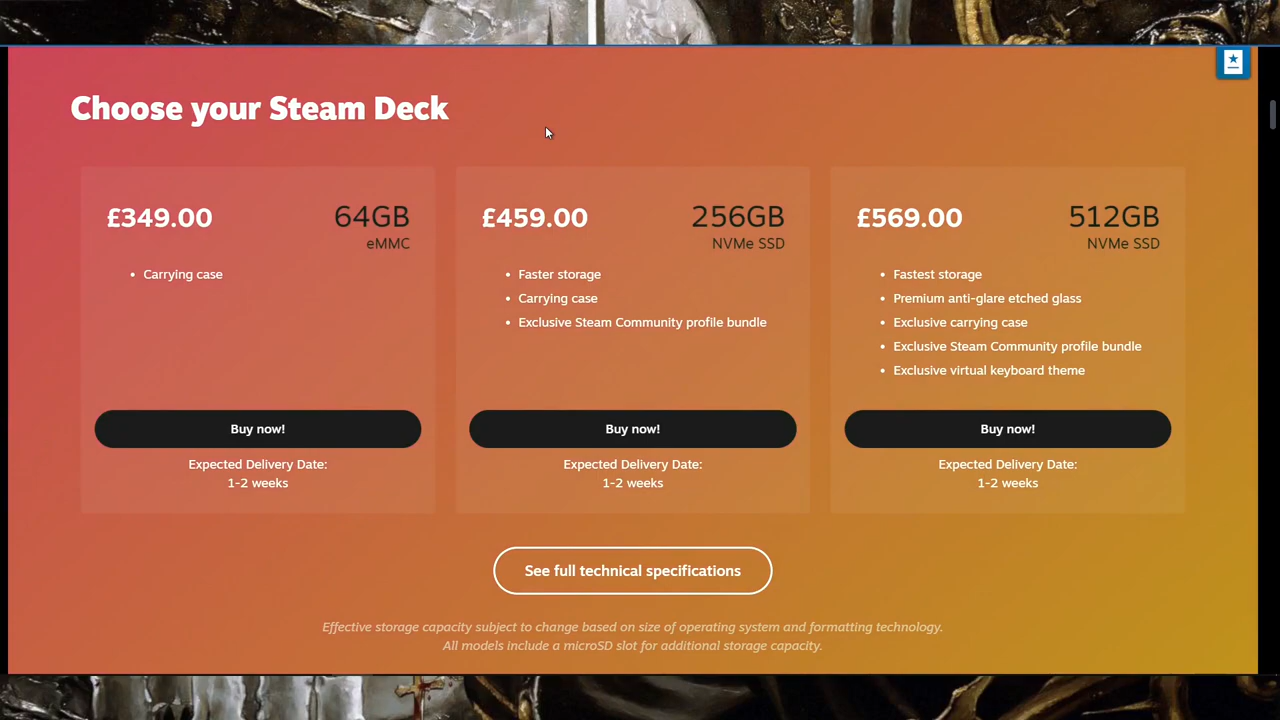 Choose your Steam Deck
£349.00
64GB
eMMC
• Carrying case
Buy now!
Expected Delivery Date:
1-2 weeks
£459.00
256GB
NVMe SSD
• Faster storage
• Carrying case
• Exclusive Steam Community profile bundle
Buy now!
Expected Delivery Date:
1-2 weeks
£569.00
512GB
NVMe SSD
• Fastest storage
• Premium anti-glare etched glass
• Exclusive carrying case
• Exclusive Steam Community profile bundle
• Exclusive virtual keyboard theme
Buy now!
Expected Delivery Date:
1-2 weeks
See full technical specifications
Effective storage capacity subject to change based on size of operating system and formatting technology.
All models include a microSD slot for additional storage capacity.